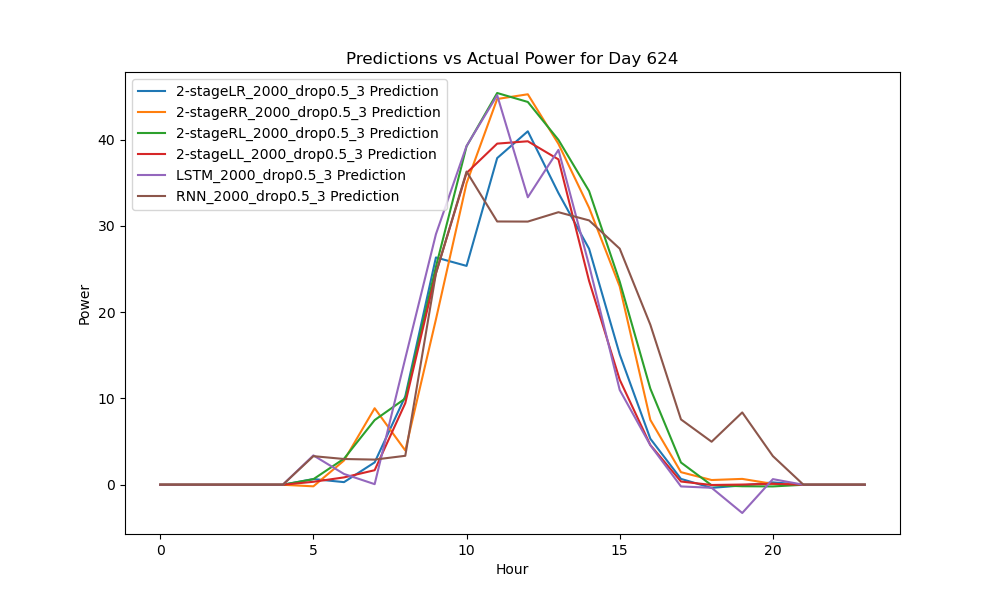 Predictions vs Actual Power for Day 624
2-stageLR_2000_drop0.5_3 Prediction
2-stageRR_2000_drop0.5_3 Prediction
2-stageRL_2000_drop0.5_3 Prediction
2-stageLL_2000_drop0.5_3 Prediction
LSTM_2000_drop0.5_3 Prediction
RNN_2000_drop0.5_3 Prediction
Power
40
30
20
10
0
0 5 10 15 20
Hour